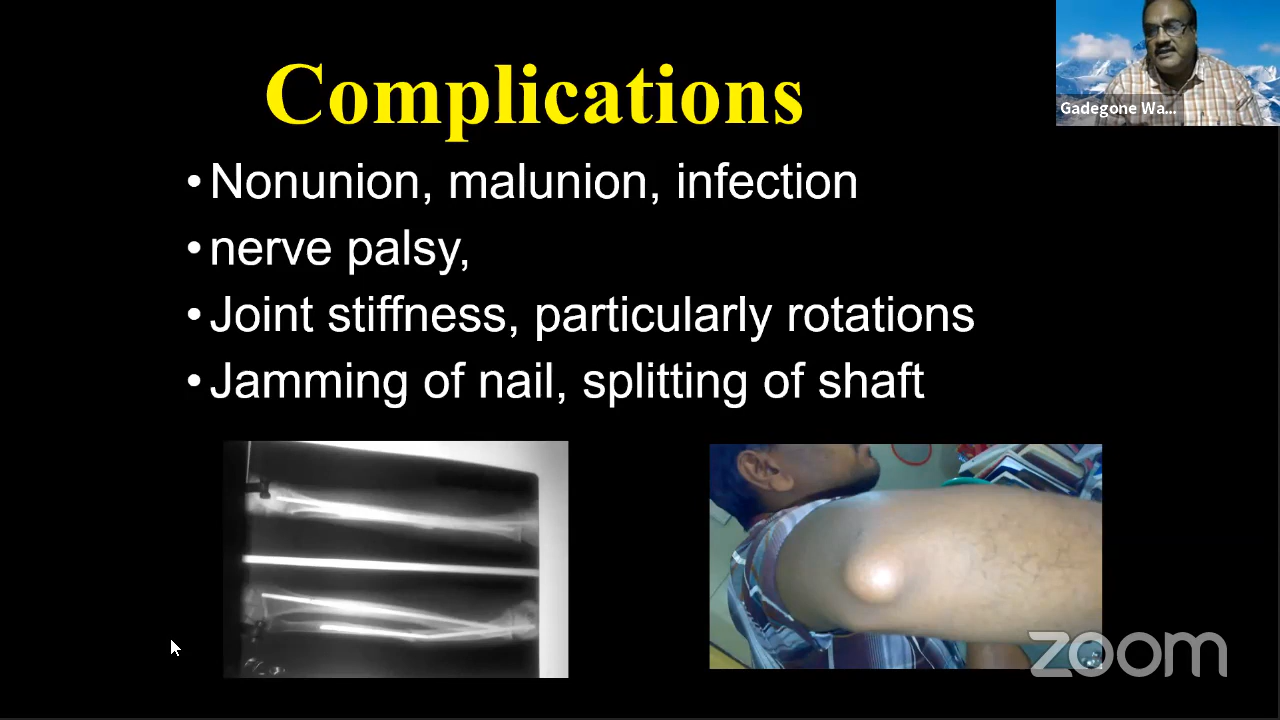 Complications
Gadegone Wa...
•Nonunion, malunion, infection
•nerve palsy,
•Joint stiffness, particularly rotations
•Jamming of nail, splitting of shaft
zoom